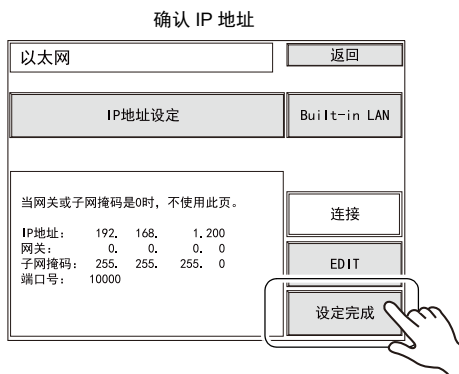 确认 IP 地址
以太网
返回
IP地址设定
Built-in LAN
当网关或子网掩码是0时，不使用此页。
IP地址： 192. 168. 1. 200
网关： 0. 0. 0. 0
子网掩码： 255. 255. 255. 0
端口号： 10000
连接
EDIT
设定完成